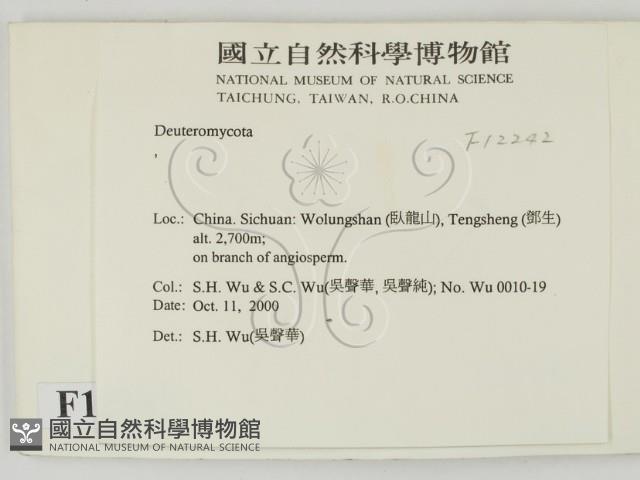 國立自然科學博物館
NATIONAL MUSEUM OF NATURAL SCIENCE
TAICHUNG, TAIWAN, R.O.CHINA
Deuteromycota
F12242
,
Loc.: China. Sichuan: Wolungshan (臥龍山), Tengsheng (鄧生)
alt. 2,700m;
on branch of angiosperm.
Col.: S.H. Wu & S.C. Wu(吳聲華, 吳聲純); No. Wu 0010-19
Date: Oct. 11, 2000
Det.: S.H. Wu(吳聲華)
F1
國立自然科學博物館
NATIONAL MUSEUM OF NATURAL SCIENCE